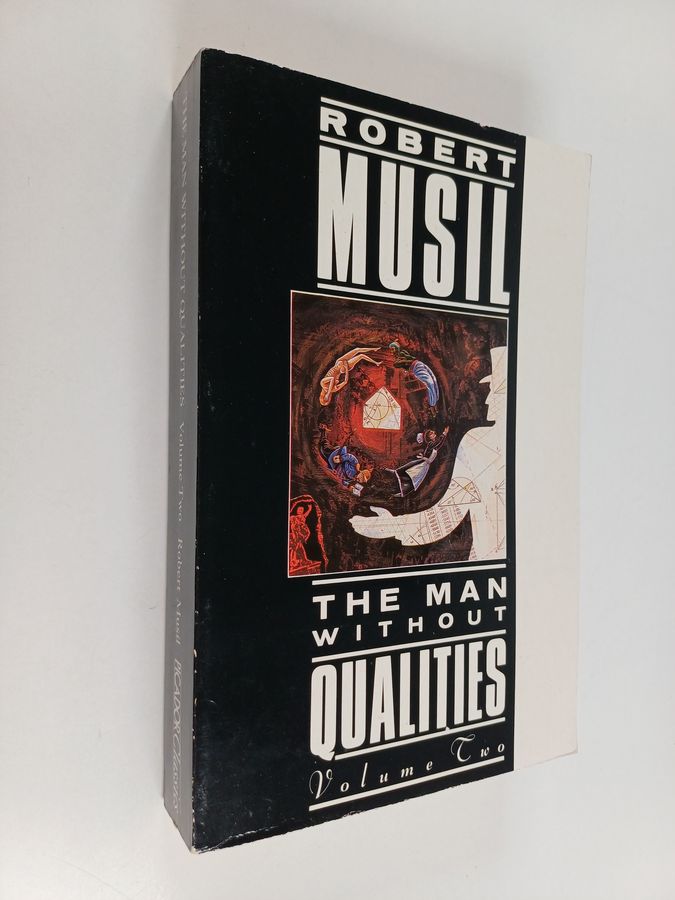 ROBERT
MUSIL
THE MAN
WITHOUT
QUALITIES
Volume Two
THE MAN WITHOUT QUALITIES Volume Two Robert Musil PICADOR Classics